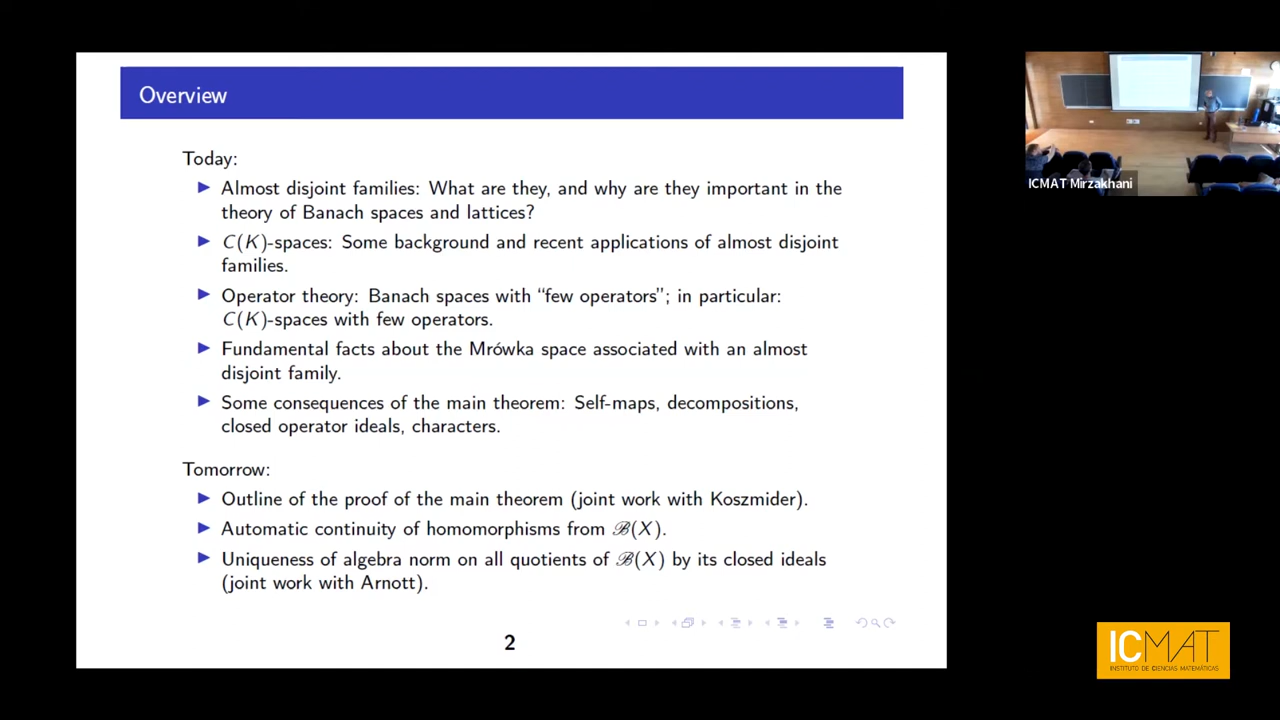 Overview
Today:
▶ Almost disjoint families: What are they, and why are they important in the
theory of Banach spaces and lattices?
▶ C(K)-spaces: Some background and recent applications of almost disjoint
families.
▶ Operator theory: Banach spaces with “few operators”; in particular:
C(K)-spaces with few operators.
▶ Fundamental facts about the Mrówka space associated with an almost
disjoint family.
▶ Some consequences of the main theorem: Self-maps, decompositions,
closed operator ideals, characters.
Tomorrow:
▶ Outline of the proof of the main theorem (joint work with Koszmider).
▶ Automatic continuity of homomorphisms from ℬ(X).
▶ Uniqueness of algebra norm on all quotients of ℬ(X) by its closed ideals
(joint work with Arnott).
2
ICMAT Mirzakhani
ICMAT
INSTITUTO DE CIENCIAS MATEMÁTICAS